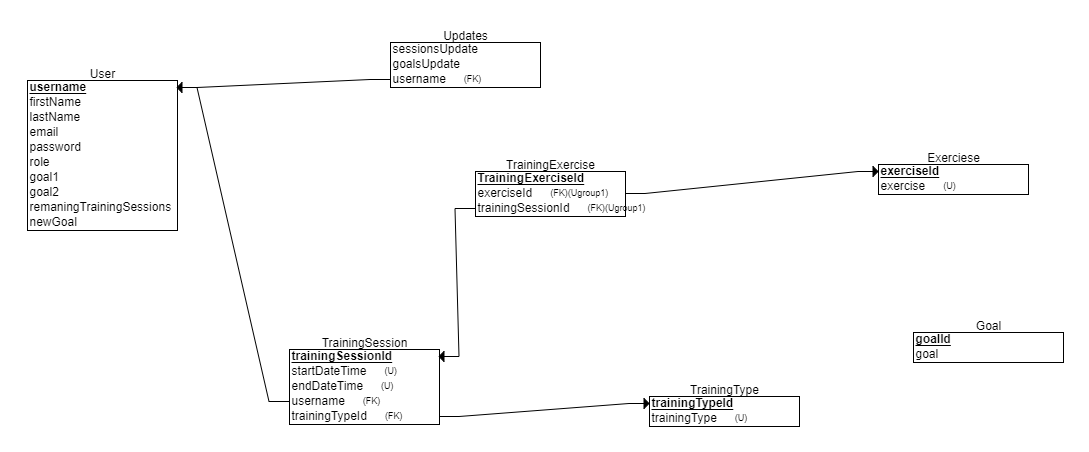 Updates
sessionsUpdate
goalsUpdate
username (FK)
User
username
firstName
lastName
email
password
role
goal1
goal2
remaningTrainingSessions
newGoal
TrainingExercise
TrainingExerciseId
exerciseId (FK)(Ugroup1)
trainingSessionId (FK)(Ugroup1)
Exerciese
exerciseId
exercise (U)
Goal
goalId
goal
TrainingSession
trainingSessionId
startDateTime (U)
endDateTime (U)
username (FK)
trainingTypeId (FK)
TrainingType
trainingTypeId
trainingType (U)